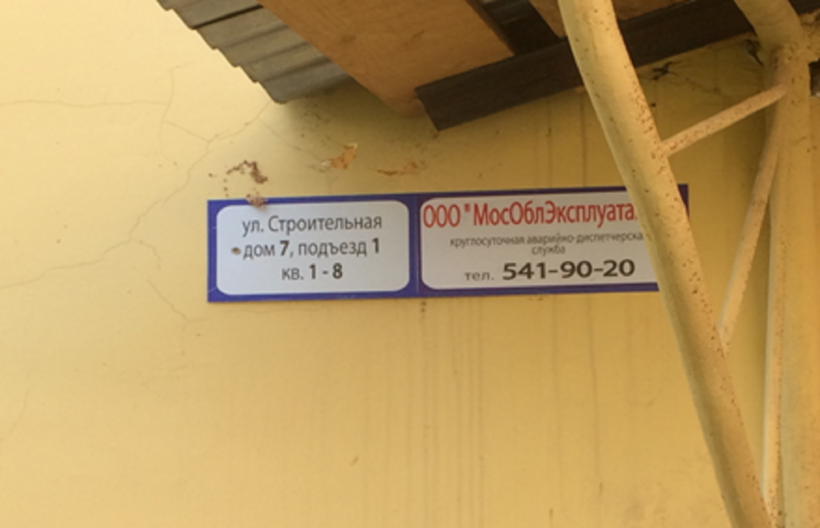 ул. Строительная
дом 7, подъезд 1
кв. 1 - 8
ООО "МосОблЭксплуата
круглосуточная аварийно-диспетчерска
служба
тел. 541-90-20